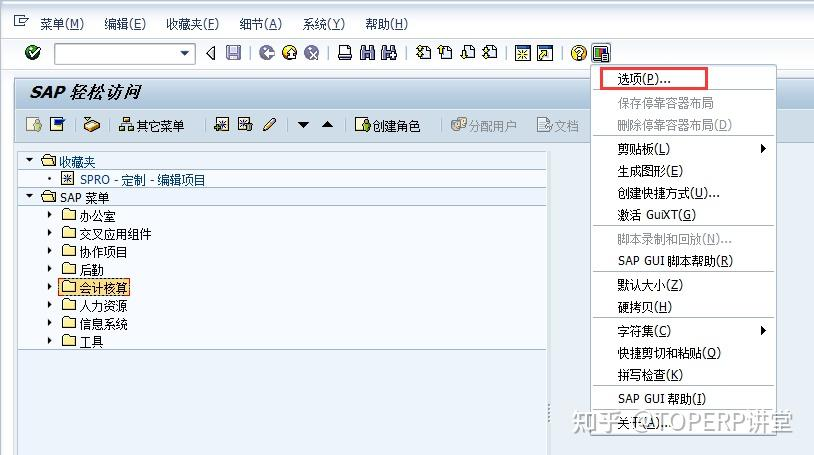 菜单(M) 编辑(E) 收藏夹(F) 细节(A) 系统(Y) 帮助(H)
SAP 轻松访问
其它菜单 创建角色 分配用户 文档
收藏夹
SPRO - 定制 - 编辑项目
SAP 菜单
办公室
交叉应用组件
协作项目
后勤
会计核算
人力资源
信息系统
工具
选项(P)...
保存停靠容器布局
删除停靠容器布局(D)
剪贴板(L)
生成图形(E)
创建快捷方式(U)...
激活 GuiXT(G)
脚本录制和回放(N)...
SAP GUI 脚本帮助(R)
默认大小(Z)
硬拷贝(H)
字符集(C)
快捷剪切和粘贴(Q)
拼写检查(K)
SAP GUI 帮助(I)
关于(A)...
知乎 @TOPERP讲堂